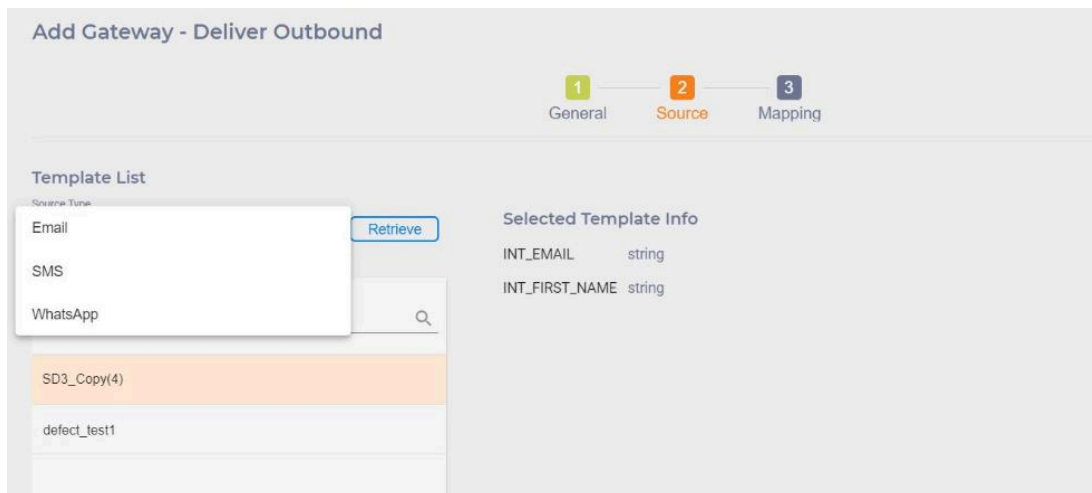 Add Gateway - Deliver Outbound
1 2 3
General Source Mapping
Template List
Source Type
Email
Retrieve
SMS
WhatsApp
SD3_Copy(4)
defect_test1
Selected Template Info
INT_EMAIL string
INT_FIRST_NAME string